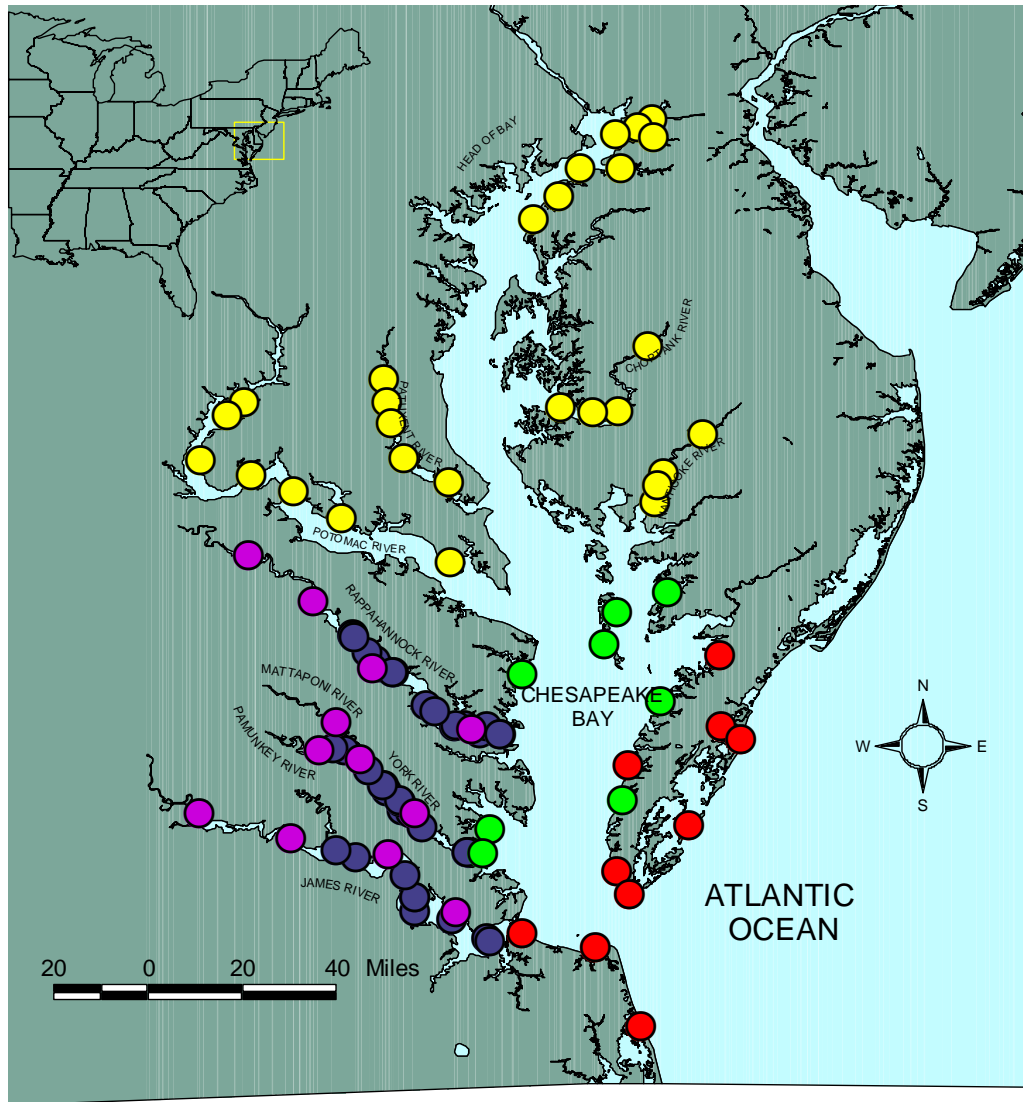 HEAD OF BAY
CHOPTANK RIVER
PATUXENT RIVER
NANTICOKE RIVER
POTOMAC RIVER
RAPPAHANNOCK RIVER
MATTAPONI RIVER
CHESAPEAKE
BAY
PAMUNKEY RIVER
YORK RIVER
N
W
E
S
JAMES RIVER
ATLANTIC
OCEAN
20 0 20 40 Miles